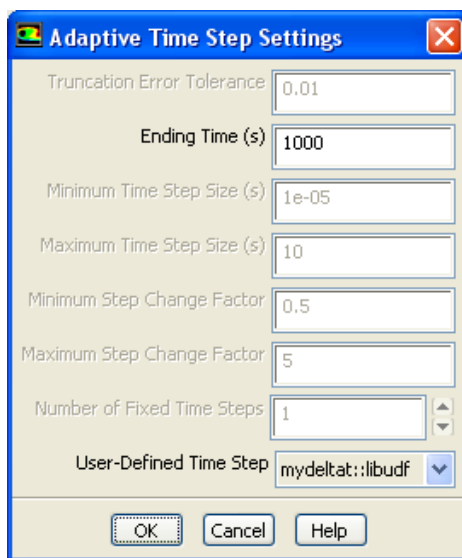 Adaptive Time Step Settings
Truncation Error Tolerance 0.01
Ending Time (s) 1000
Minimum Time Step Size (s) 1e-05
Maximum Time Step Size (s) 10
Minimum Step Change Factor 0.5
Maximum Step Change Factor 5
Number of Fixed Time Steps 1
User-Defined Time Step mydeltat::libudf
OK Cancel Help